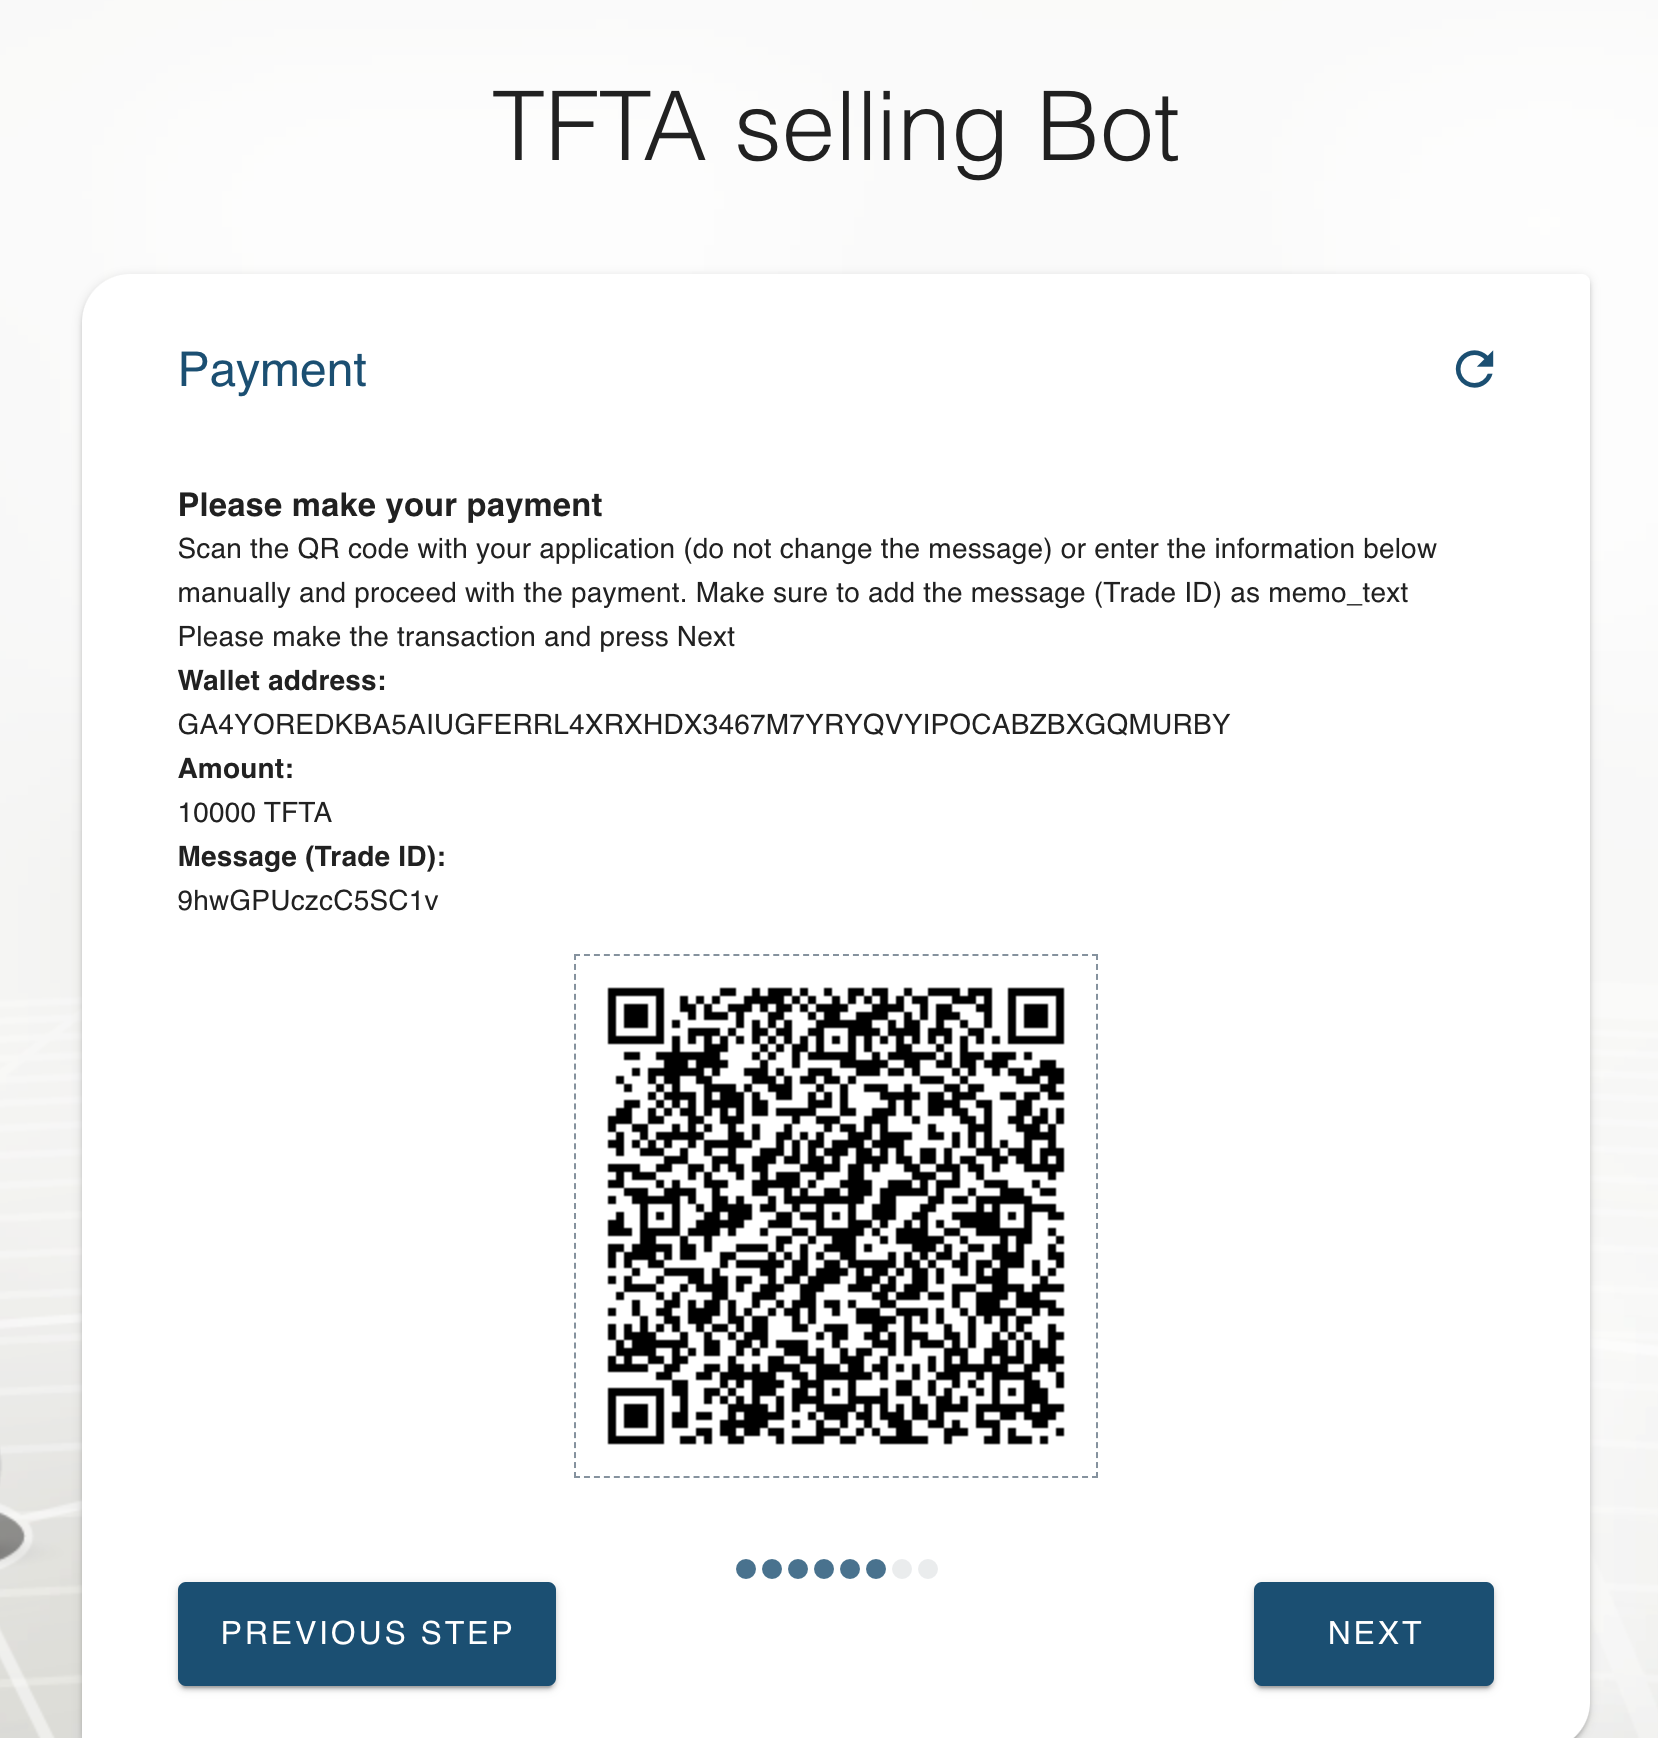 TFTA selling Bot
Payment
Please make your payment
Scan the QR code with your application (do not change the message) or enter the information below
manually and proceed with the payment. Make sure to add the message (Trade ID) as memo_text
Please make the transaction and press Next
Wallet address:
GA4YOREDKBA5AIUGFERRL4XRXHDX3467M7YRYQVYIPOCABZBXGQMURBY
Amount:
10000 TFTA
Message (Trade ID):
9hwGPUczcC5SC1v
PREVIOUS STEP
NEXT